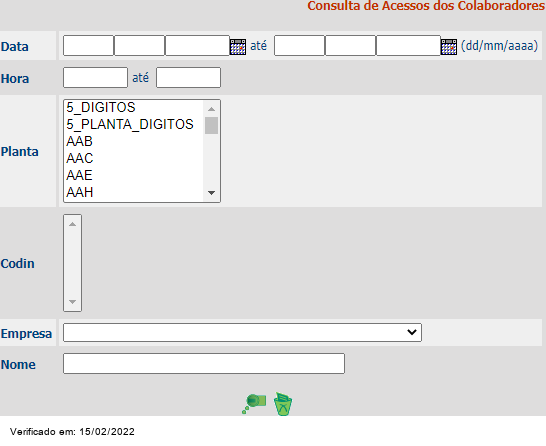 Consulta de Acessos dos Colaboradores
Data até (dd/mm/aaaa)
Hora até
Planta
5_DIGITOS
5_PLANTA_DIGITOS
AAB
AAC
AAE
AAH
Codin
Empresa
Nome
Verificado em: 15/02/2022